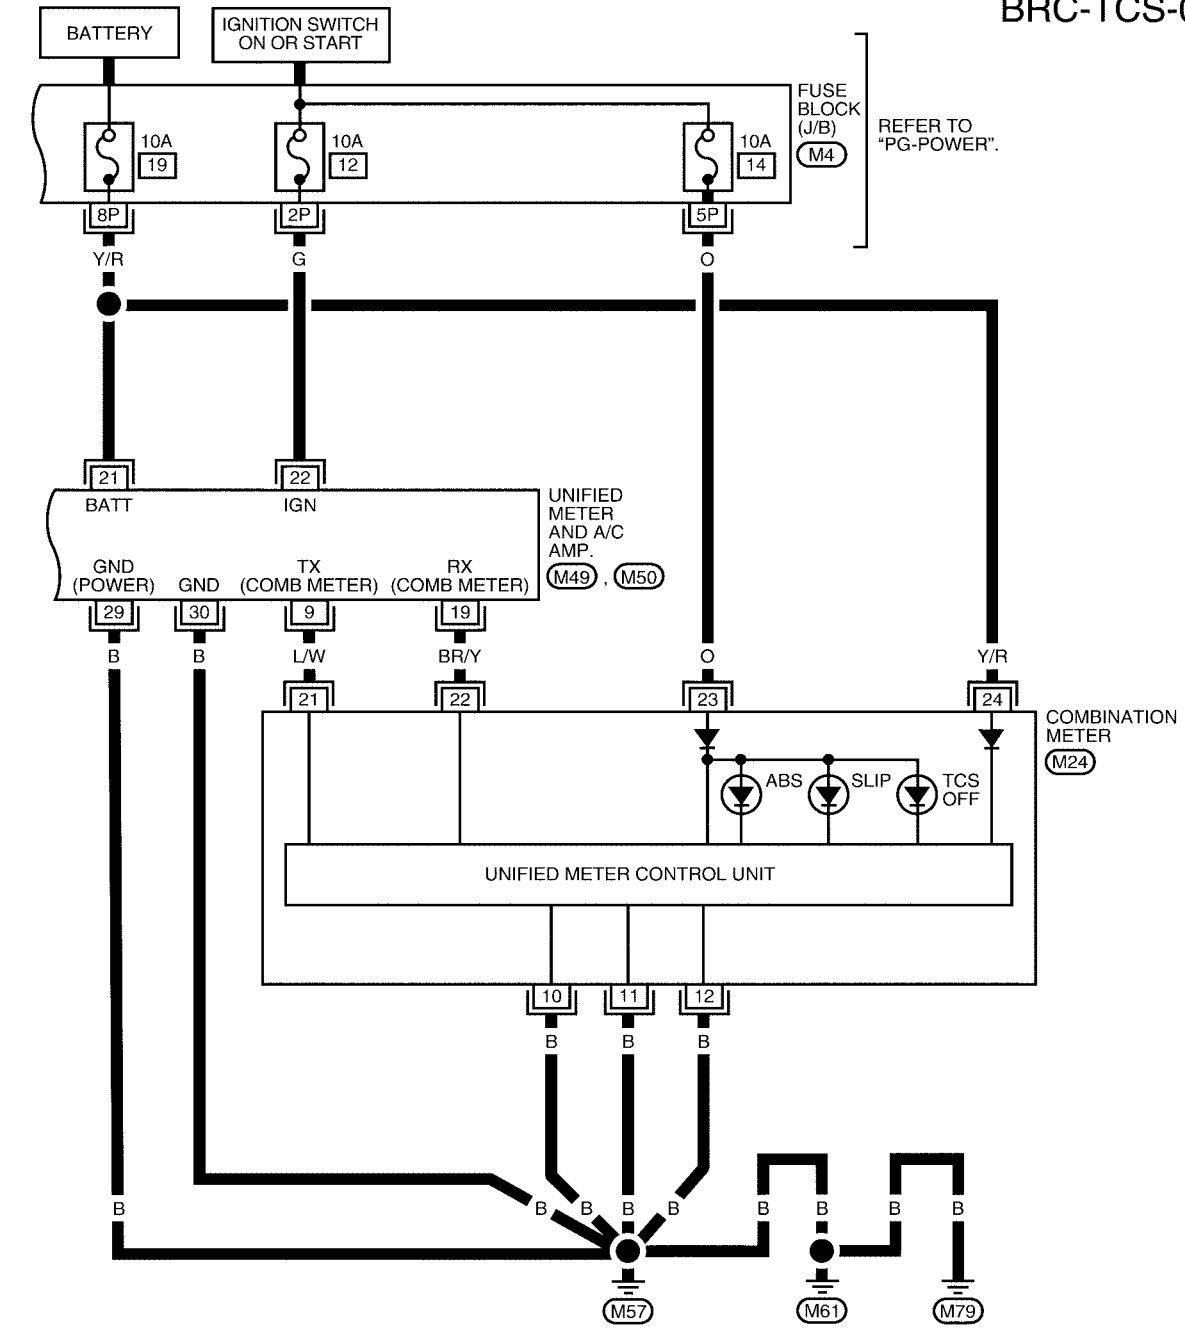 BRC-TCS-
BATTERY
IGNITION SWITCH
ON OR START
FUSE
BLOCK
(J/B)
M4
REFER TO
"PG-POWER".
10A
19
10A
12
10A
14
8P
2P
5P
Y/R
G
O
21
22
BATT
IGN
UNIFIED
METER
AND A/C
AMP.
M49 , M50
GND
(POWER)
GND
TX
(COMB METER)
RX
(COMB METER)
29
30
9
19
B
B
L/W
BR/Y
O
Y/R
21
22
23
24
COMBINATION
METER
M24
ABS
SLIP
TCS
OFF
UNIFIED METER CONTROL UNIT
10
11
12
B
B
B
B
B
B
B
B
B
B
B
B
M57
M61
M79